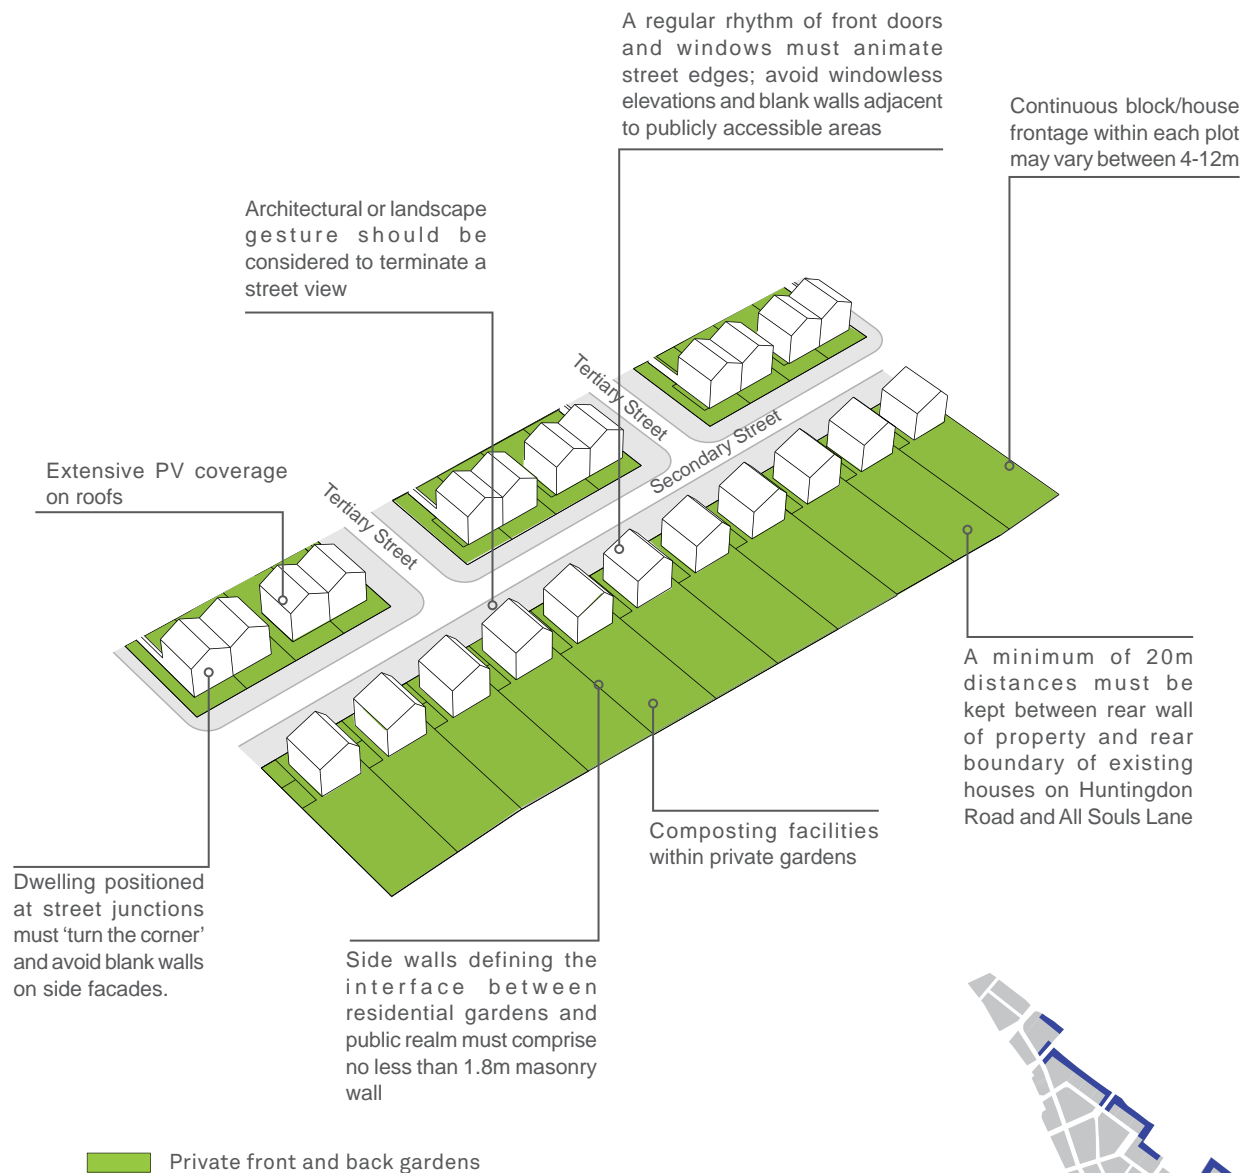 A regular rhythm of front doors
and windows must animate
street edges; avoid windowless
elevations and blank walls adjacent
to publicly accessible areas
Continuous block/house
frontage within each plot
may vary between 4-12m
Architectural or landscape
gesture should be
considered to terminate a
street view
Extensive PV coverage
on roofs
Tertiary Street
Tertiary Street
Secondary Street
A minimum of 20m
distances must be
kept between rear wall
of property and rear
boundary of existing
houses on Huntingdon
Road and All Souls Lane
Composting facilities
within private gardens
Dwelling positioned
at street junctions
must ‘turn the corner’
and avoid blank walls
on side facades.
Side walls defining the
interface between
residential gardens and
public realm must comprise
no less than 1.8m masonry
wall
Private front and back gardens